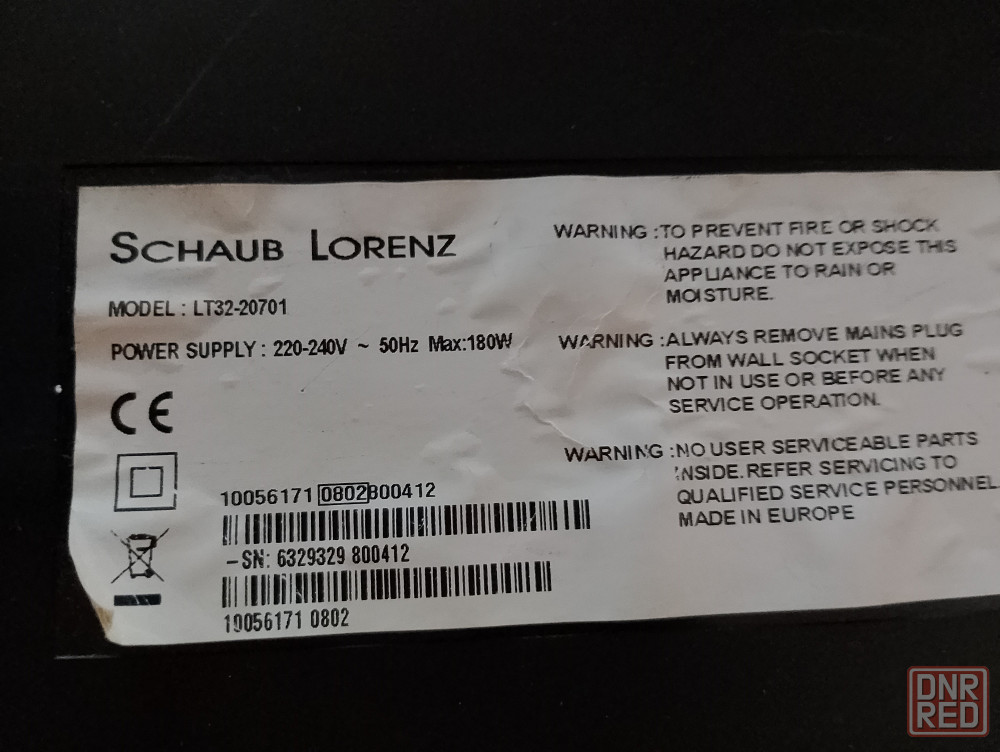 SCHAUB LORENZ
MODEL : LT32-20701
POWER SUPPLY : 220-240V ~ 50Hz Max:180W
CE
10056171 0802 800412
-SN: 6329329 800412
10056171 0802
WARNING :TO PREVENT FIRE OR SHOCK
HAZARD DO NOT EXPOSE THIS
APPLIANCE TO RAIN OR
MOISTURE.
WARNING :ALWAYS REMOVE MAINS PLUG
FROM WALL SOCKET WHEN
NOT IN USE OR BEFORE ANY
SERVICE OPERATION.
WARNING :NO USER SERVICEABLE PARTS
INSIDE. REFER SERVICING TO
QUALIFIED SERVICE PERSONNEL.
MADE IN EUROPE
DNR
RED